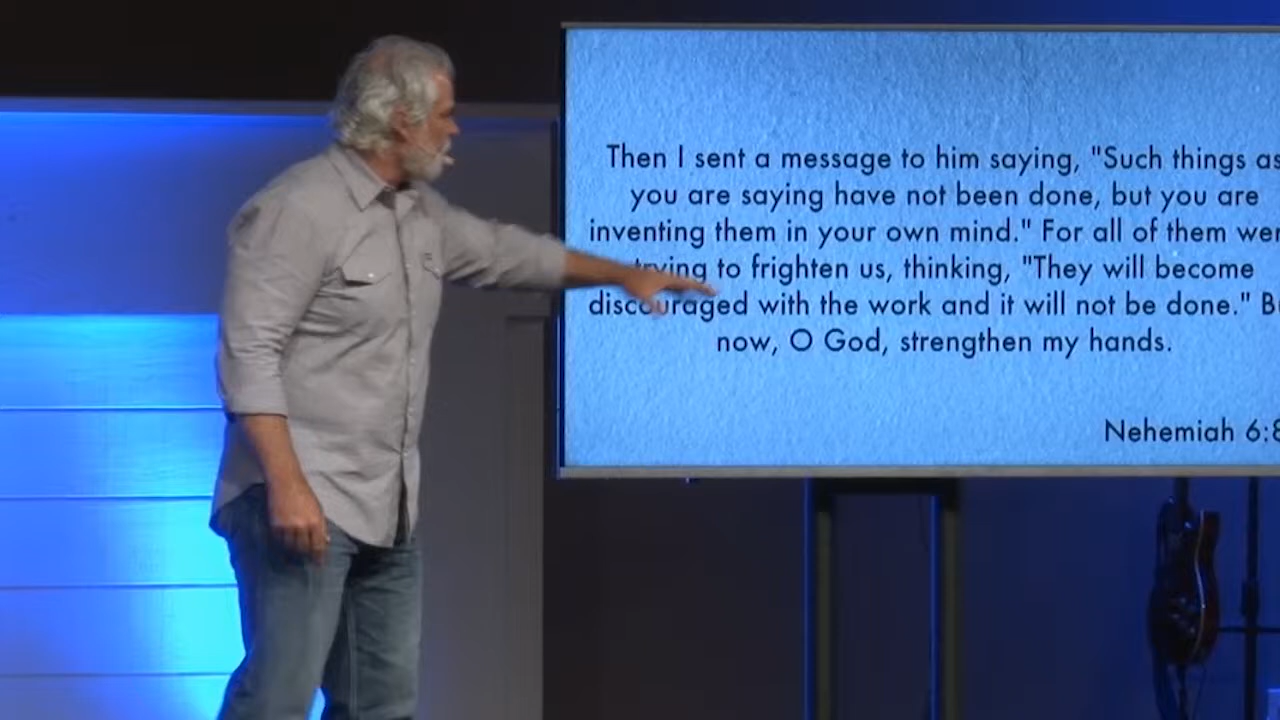 Then I sent a message to him saying, "Such things as
you are saying have not been done, but you are
inventing them in your own mind." For all of them
trying to frighten us, thinking, "They will become
discouraged with the work and it will not be done."
now, O God, strengthen my hands.
Nehemiah 6:8